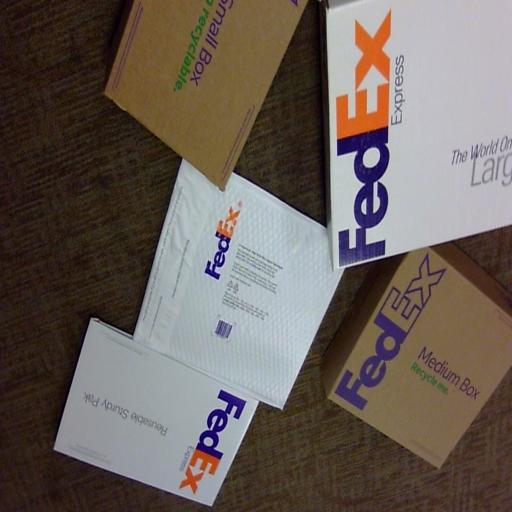 Small Box
recyclable.
FedEx
Express
The World On
Larg
FedEx
FedEx
Medium Box
Recycle me.
Reusable Sturdy Pak
FedEx
Express